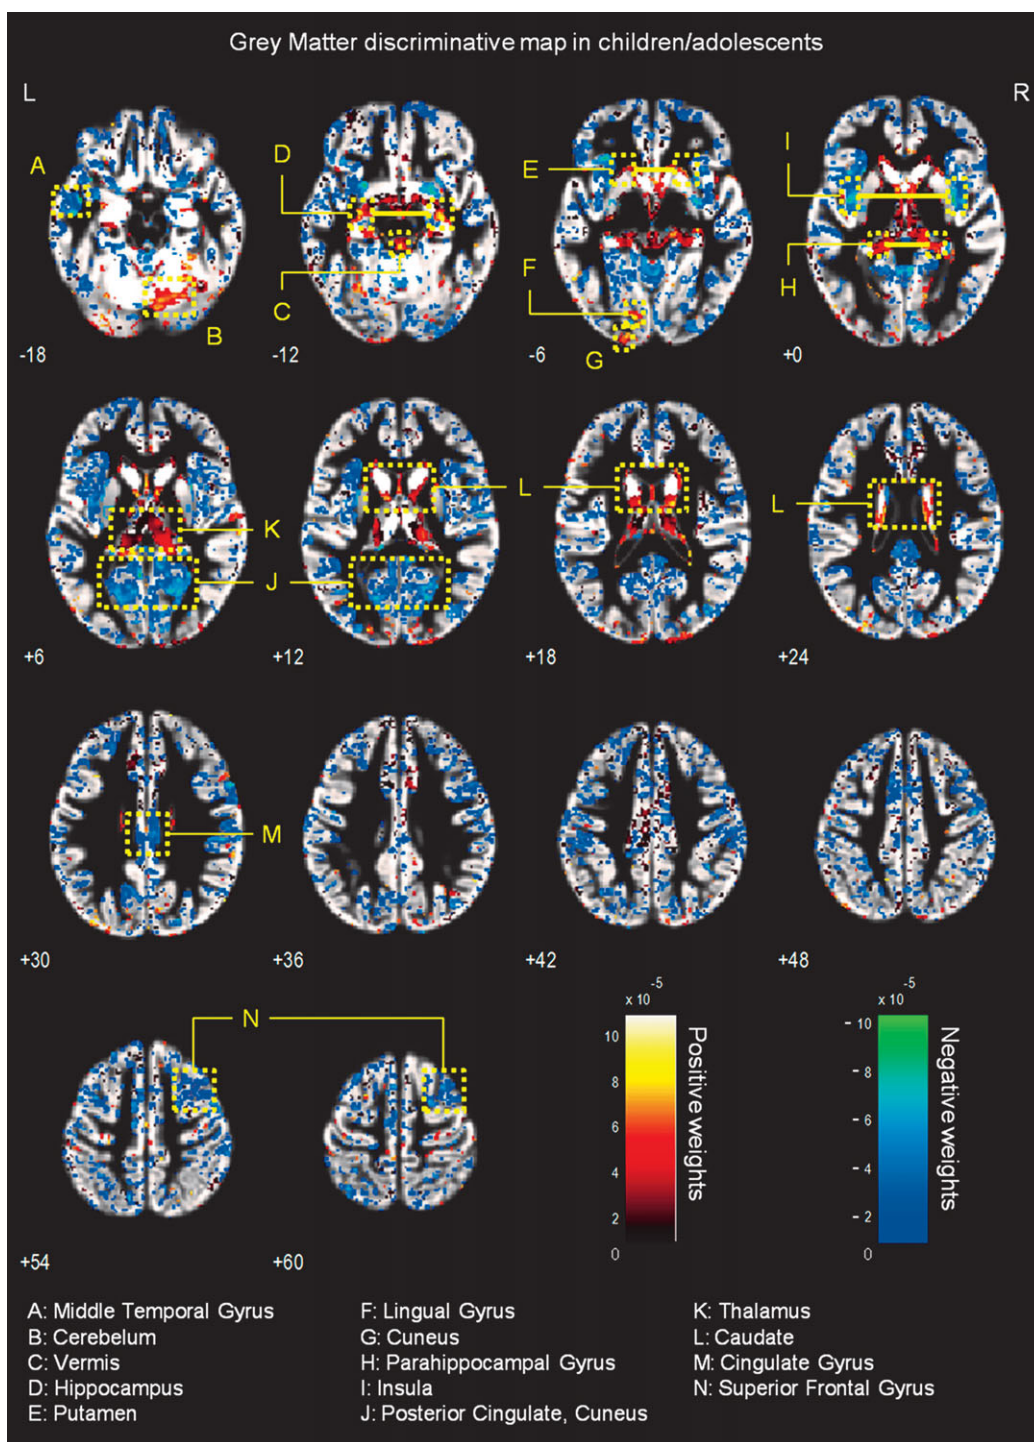 Grey Matter discriminative map in children/adolescents
L R
A D E I
F
B C G H
-18 -12 -6 +0
K L L
J
+6 +12 +18 +24
M
+30 +36 +42 +48
N
x 10 -5 x 10 -5
10 - 10
8 - 8
6 - 6
4 - 4
2 - 2
0 0
Positive weights
Negative weights
+54 +60
A: Middle Temporal Gyrus
B: Cerebelum
C: Vermis
D: Hippocampus
E: Putamen
F: Lingual Gyrus
G: Cuneus
H: Parahippocampal Gyrus
I: Insula
J: Posterior Cingulate, Cuneus
K: Thalamus
L: Caudate
M: Cingulate Gyrus
N: Superior Frontal Gyrus